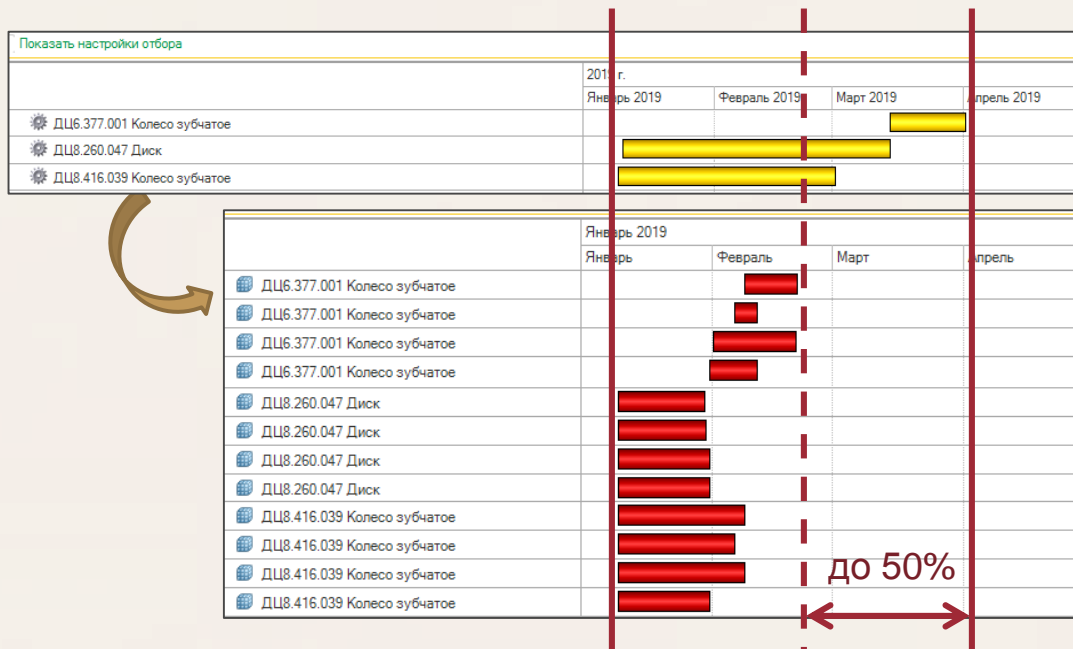 Показать настройки отбора
2019 г.
Январь 2019 Февраль 2019 Март 2019 Апрель 2019
ДЦ6.377.001 Колесо зубчатое
ДЦ8.260.047 Диск
ДЦ8.416.039 Колесо зубчатое
Январь 2019
Январь Февраль Март Апрель
ДЦ6.377.001 Колесо зубчатое
ДЦ6.377.001 Колесо зубчатое
ДЦ6.377.001 Колесо зубчатое
ДЦ6.377.001 Колесо зубчатое
ДЦ8.260.047 Диск
ДЦ8.260.047 Диск
ДЦ8.260.047 Диск
ДЦ8.260.047 Диск
ДЦ8.416.039 Колесо зубчатое
ДЦ8.416.039 Колесо зубчатое
ДЦ8.416.039 Колесо зубчатое
ДЦ8.416.039 Колесо зубчатое
до 50%